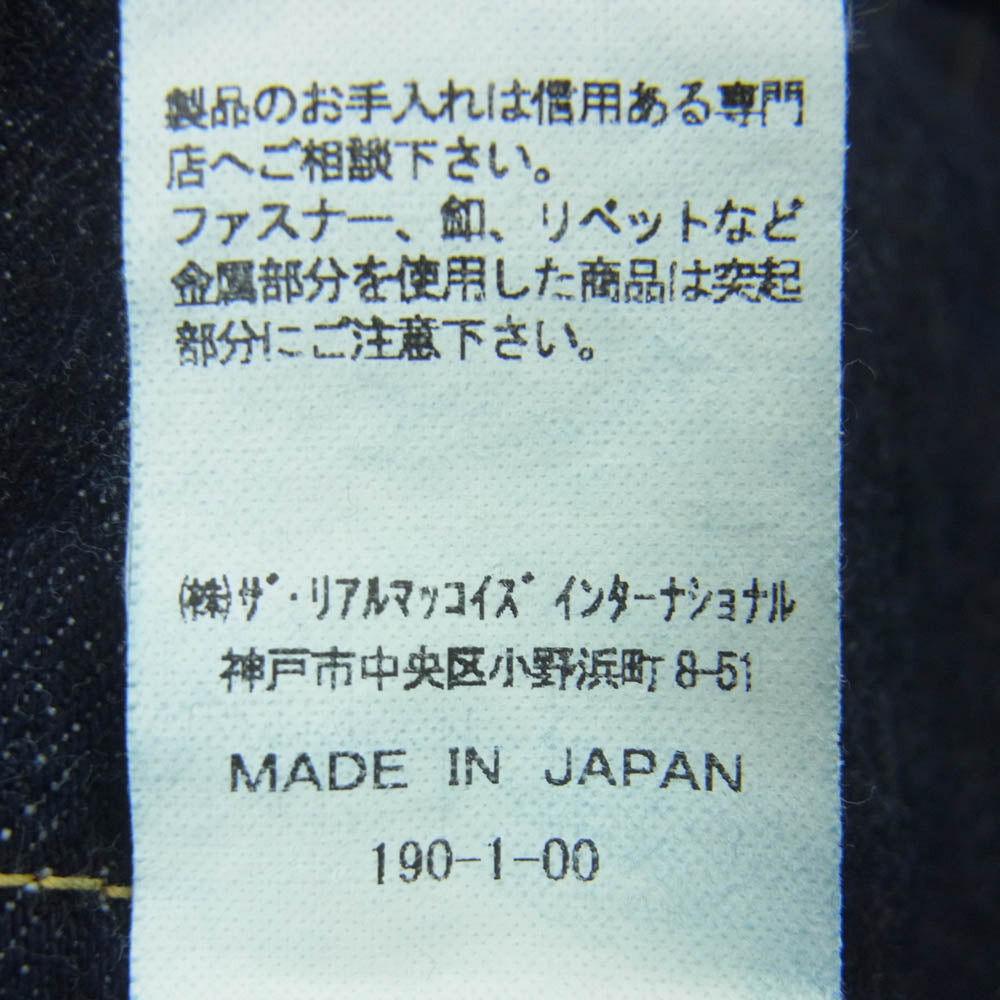 製品のお手入れは信用ある専門
店へご相談下さい。
ファスナー、釦、リベットなど
金属部分を使用した商品は突起
部分にご注意下さい。
㈱ザ・リアルマッコイズ インターナショナル
神戸市中央区小野浜町8-51
MADE IN JAPAN
190-1-00